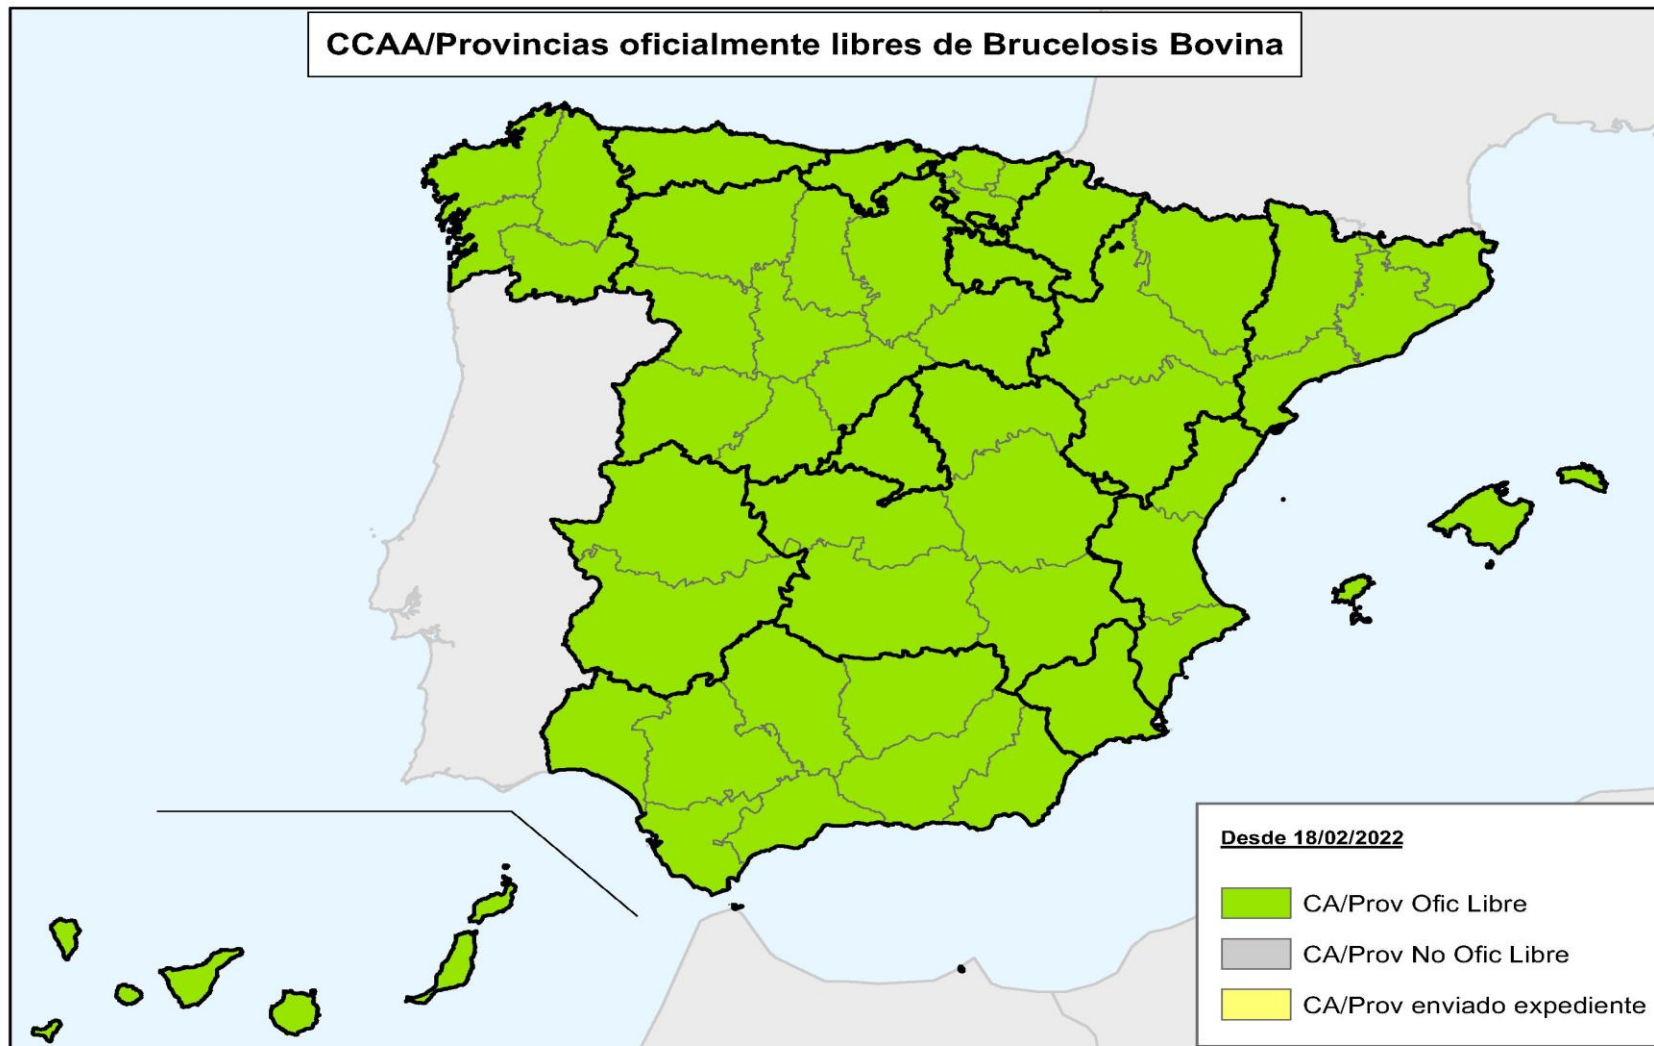 CCAA/Provincias oficialmente libres de Brucelosis Bovina
Desde 18/02/2022
CA/Prov Ofic Libre
CA/Prov No Ofic Libre
CA/Prov enviado expediente